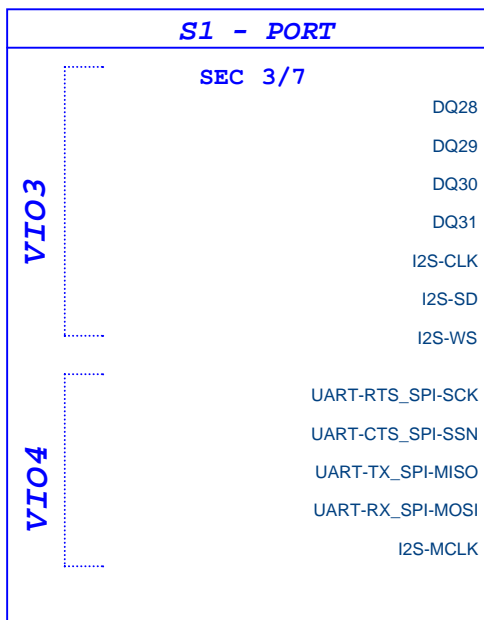 S1 - PORT
SEC 3/7
VIO3
DQ28
DQ29
DQ30
DQ31
I2S-CLK
I2S-SD
I2S-WS
VIO4
UART-RTS_SPI-SCK
UART-CTS_SPI-SSN
UART-TX_SPI-MISO
UART-RX_SPI-MOSI
I2S-MCLK